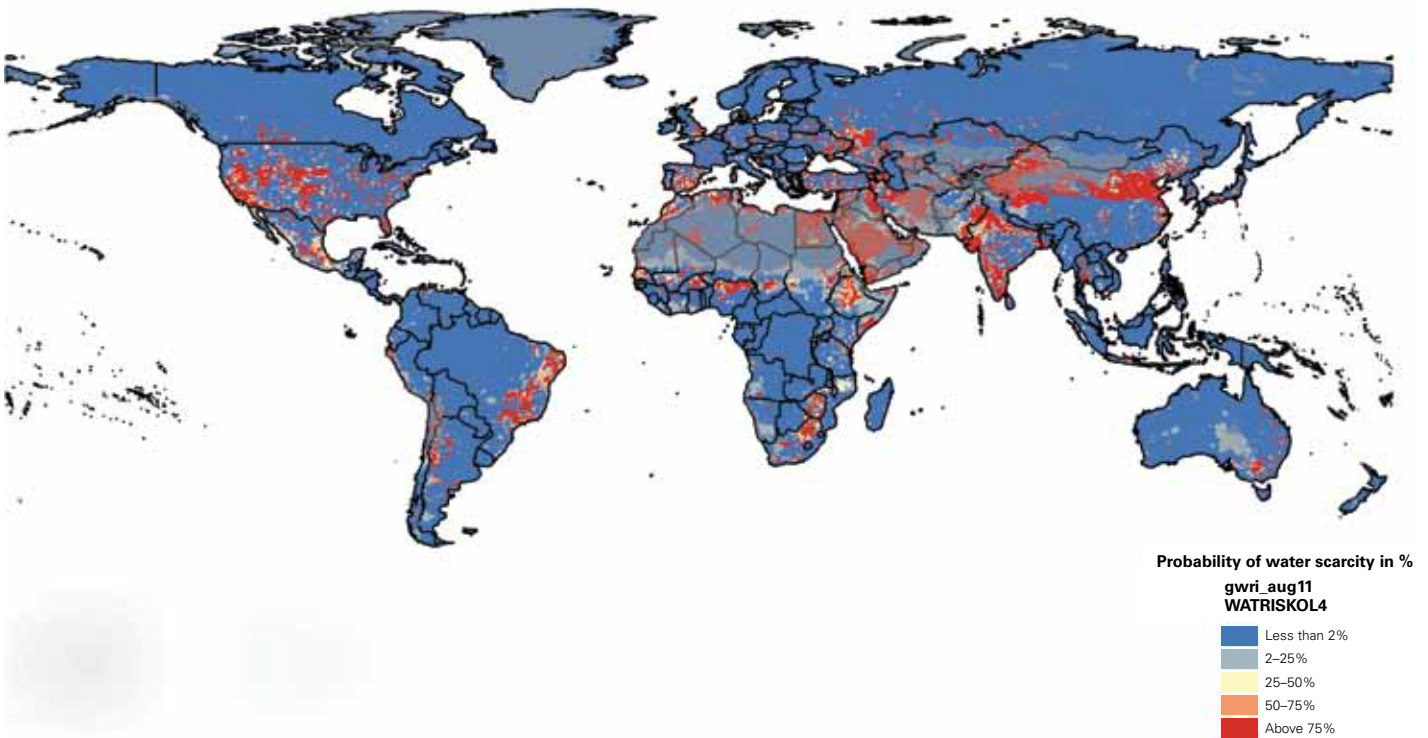 Probability of water scarcity in %
gwri_aug11
WATRISKOL4
Less than 2%
2–25%
25–50%
50–75%
Above 75%